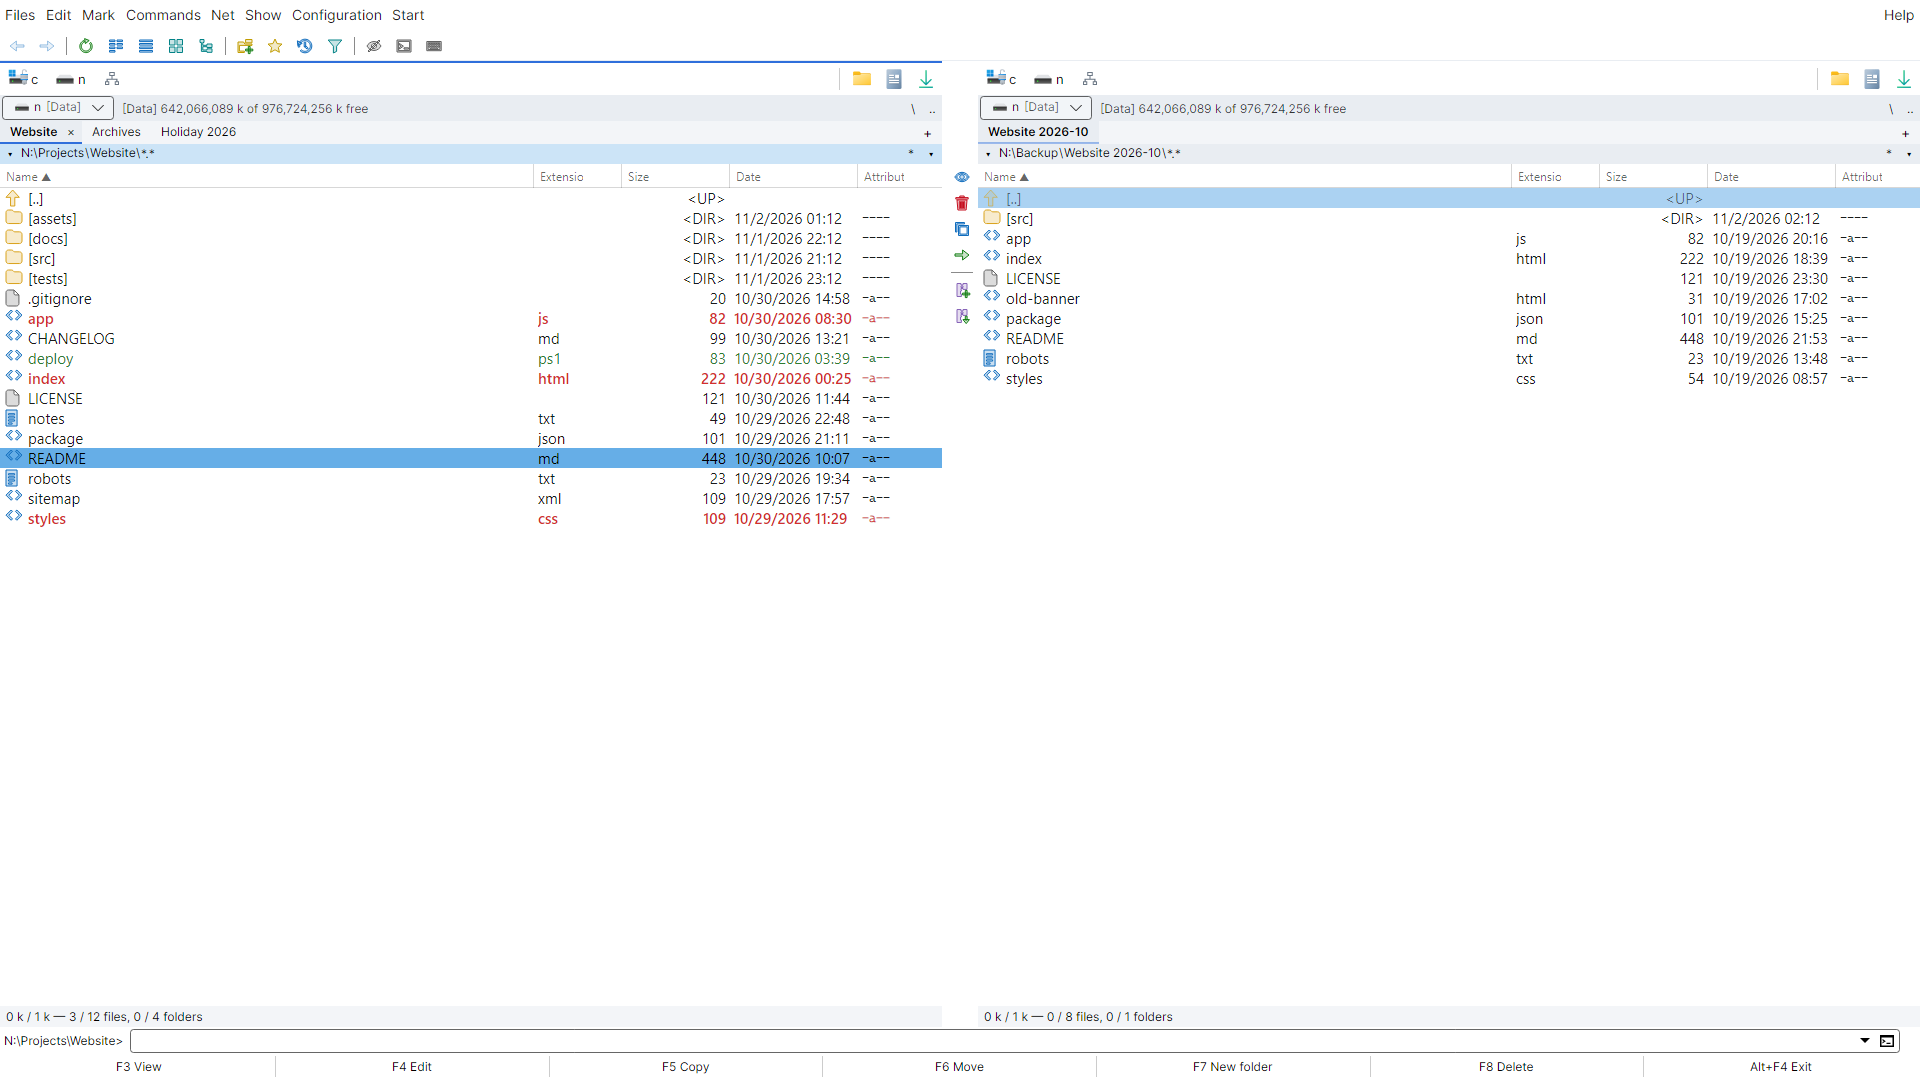 Files Edit Mark Commands Net Show Configuration Start Help
c n
c n
n [Data] [Data] 642,066,089 k of 976,724,256 k free \ ..
n [Data] [Data] 642,066,089 k of 976,724,256 k free \ ..
Website × Archives Holiday 2026 +
Website 2026-10 +
N:\Projects\Website\*.* *
N:\Backup\Website 2026-10\*.* *
Name Extensio Size Date Attribut
[..] <UP>
[assets] <DIR> 11/2/2026 01:12 ----
[docs] <DIR> 11/1/2026 22:12 ----
[src] <DIR> 11/1/2026 21:12 ----
[tests] <DIR> 11/1/2026 23:12 ----
.gitignore 20 10/30/2026 14:58 -a--
app js 82 10/30/2026 08:30 -a--
CHANGELOG md 99 10/30/2026 13:21 -a--
deploy ps1 83 10/30/2026 03:39 -a--
index html 222 10/30/2026 00:25 -a--
LICENSE 121 10/30/2026 11:44 -a--
notes txt 49 10/29/2026 22:48 -a--
package json 101 10/29/2026 21:11 -a--
README md 448 10/30/2026 10:07 -a--
robots txt 23 10/29/2026 19:34 -a--
sitemap xml 109 10/29/2026 17:57 -a--
styles css 109 10/29/2026 11:29 -a--
Name Extensio Size Date Attribut
[..] <UP>
[src] <DIR> 11/2/2026 02:12 ----
app js 82 10/19/2026 20:16 -a--
index html 222 10/19/2026 18:39 -a--
LICENSE 121 10/19/2026 23:30 -a--
old-banner html 31 10/19/2026 17:02 -a--
package json 101 10/19/2026 15:25 -a--
README md 448 10/19/2026 21:53 -a--
robots txt 23 10/19/2026 13:48 -a--
styles css 54 10/19/2026 08:57 -a--
0 k / 1 k — 3 / 12 files, 0 / 4 folders
0 k / 1 k — 0 / 8 files, 0 / 1 folders
N:\Projects\Website>
F3 View F4 Edit F5 Copy F6 Move F7 New folder F8 Delete Alt+F4 Exit